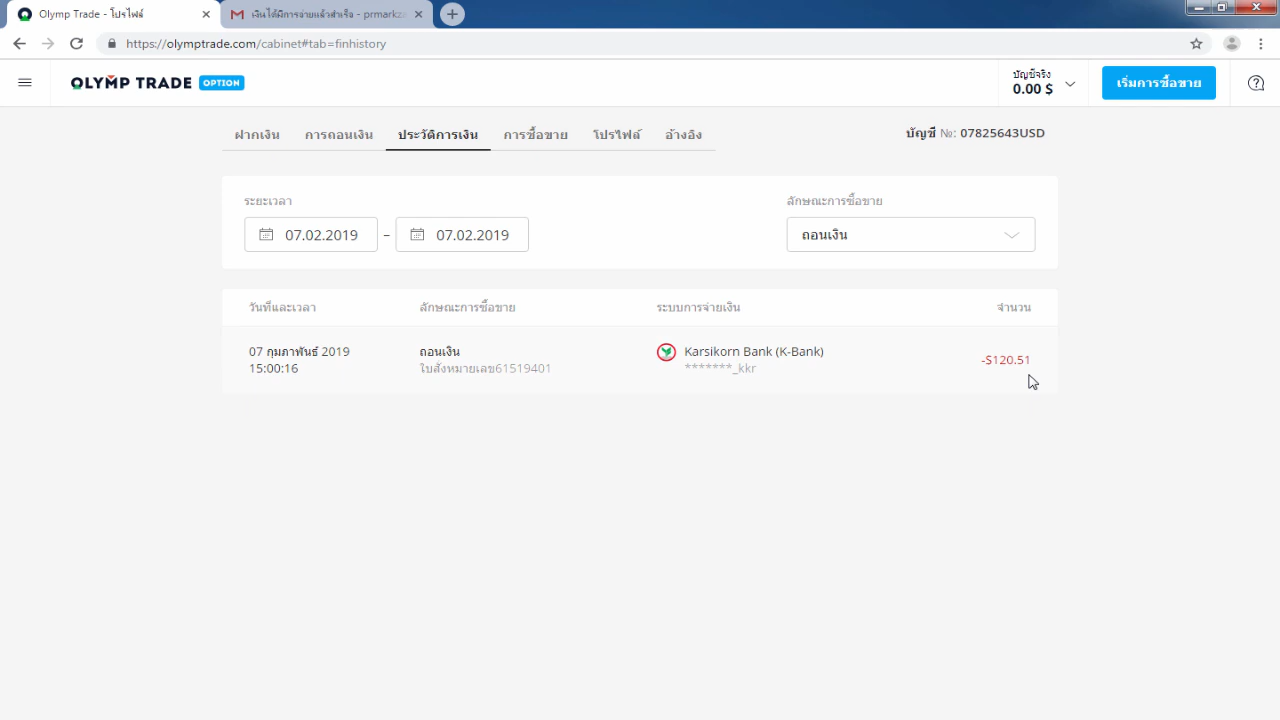 Olymp Trade - โปรไฟล์
เงินได้มีการจ่ายแล้วสำเร็จ - prmarkz
https://olymptrade.com/cabinet#tab=finhistory
OLYMP TRADE OPTION
บัญชีจริง
0.00 $
เริ่มการซื้อขาย
ฝากเงิน การถอนเงิน ประวัติการเงิน การซื้อขาย โปรไฟล์ อ้างอิง
บัญชี №: 07825643USD
ระยะเวลา
ลักษณะการซื้อขาย
07.02.2019 – 07.02.2019
ถอนเงิน
วันที่และเวลา ลักษณะการซื้อขาย ระบบการจ่ายเงิน จำนวน
07 กุมภาพันธ์ 2019 ถอนเงิน Karsikorn Bank (K-Bank)
-$120.51
15:00:16 ใบสั่งหมายเลข61519401 *******_kkr